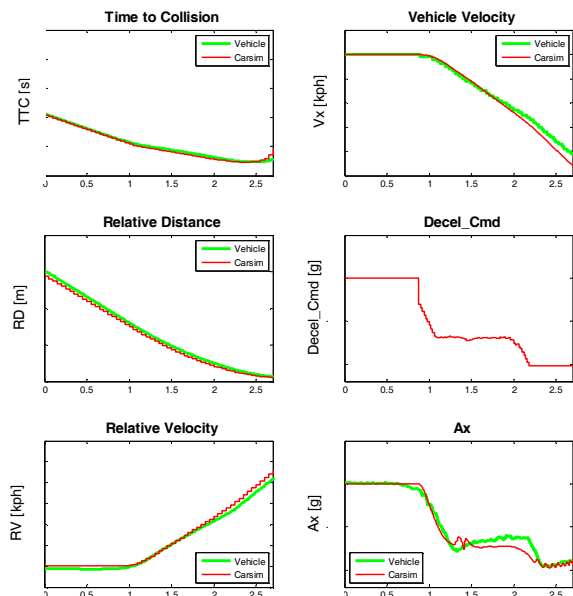 Time to Collision
TTC [s]
Vehicle
Carsim
0.5
1
1.5
2
2.5
Vehicle Velocity
Vx [kph]
Vehicle
Carsim
0
0.5
1
1.5
2
2.5
Relative Distance
RD [m]
Vehicle
Carsim
0
0.5
1
1.5
2
2.5
Decel_Cmd
Decel_Cmd [g]
0
0.5
1
1.5
2
2.5
Relative Velocity
RV [kph]
Vehicle
Carsim
0
0.5
1
1.5
2
2.5
Ax
Ax [g]
Vehicle
Carsim
0
0.5
1
1.5
2
2.5